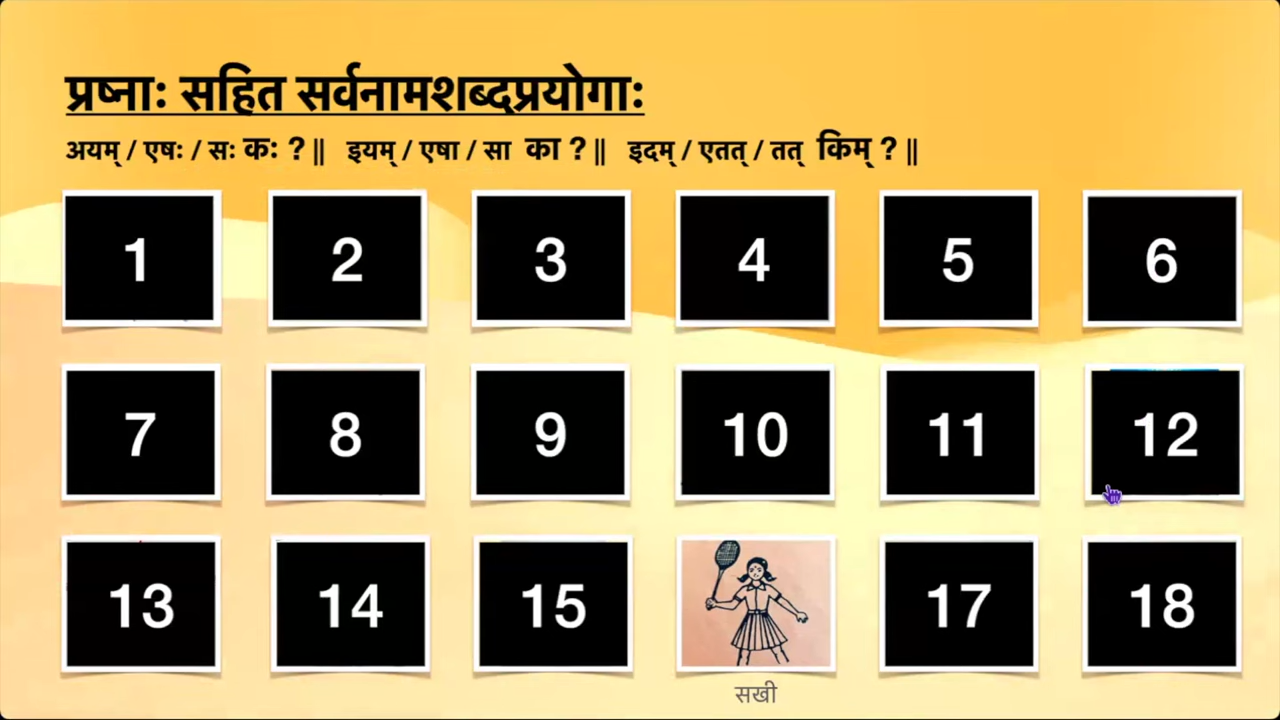 प्रष्नाः सहित सर्वनामशब्दप्रयोगाः
अयम् / एषः / सः कः ? || इयम् / एषा / सा का ? || इदम् / एतत् / तत् किम् ? ||
1 2 3 4 5 6
7 8 9 10 11 12
13 14 15 17 18
सखी